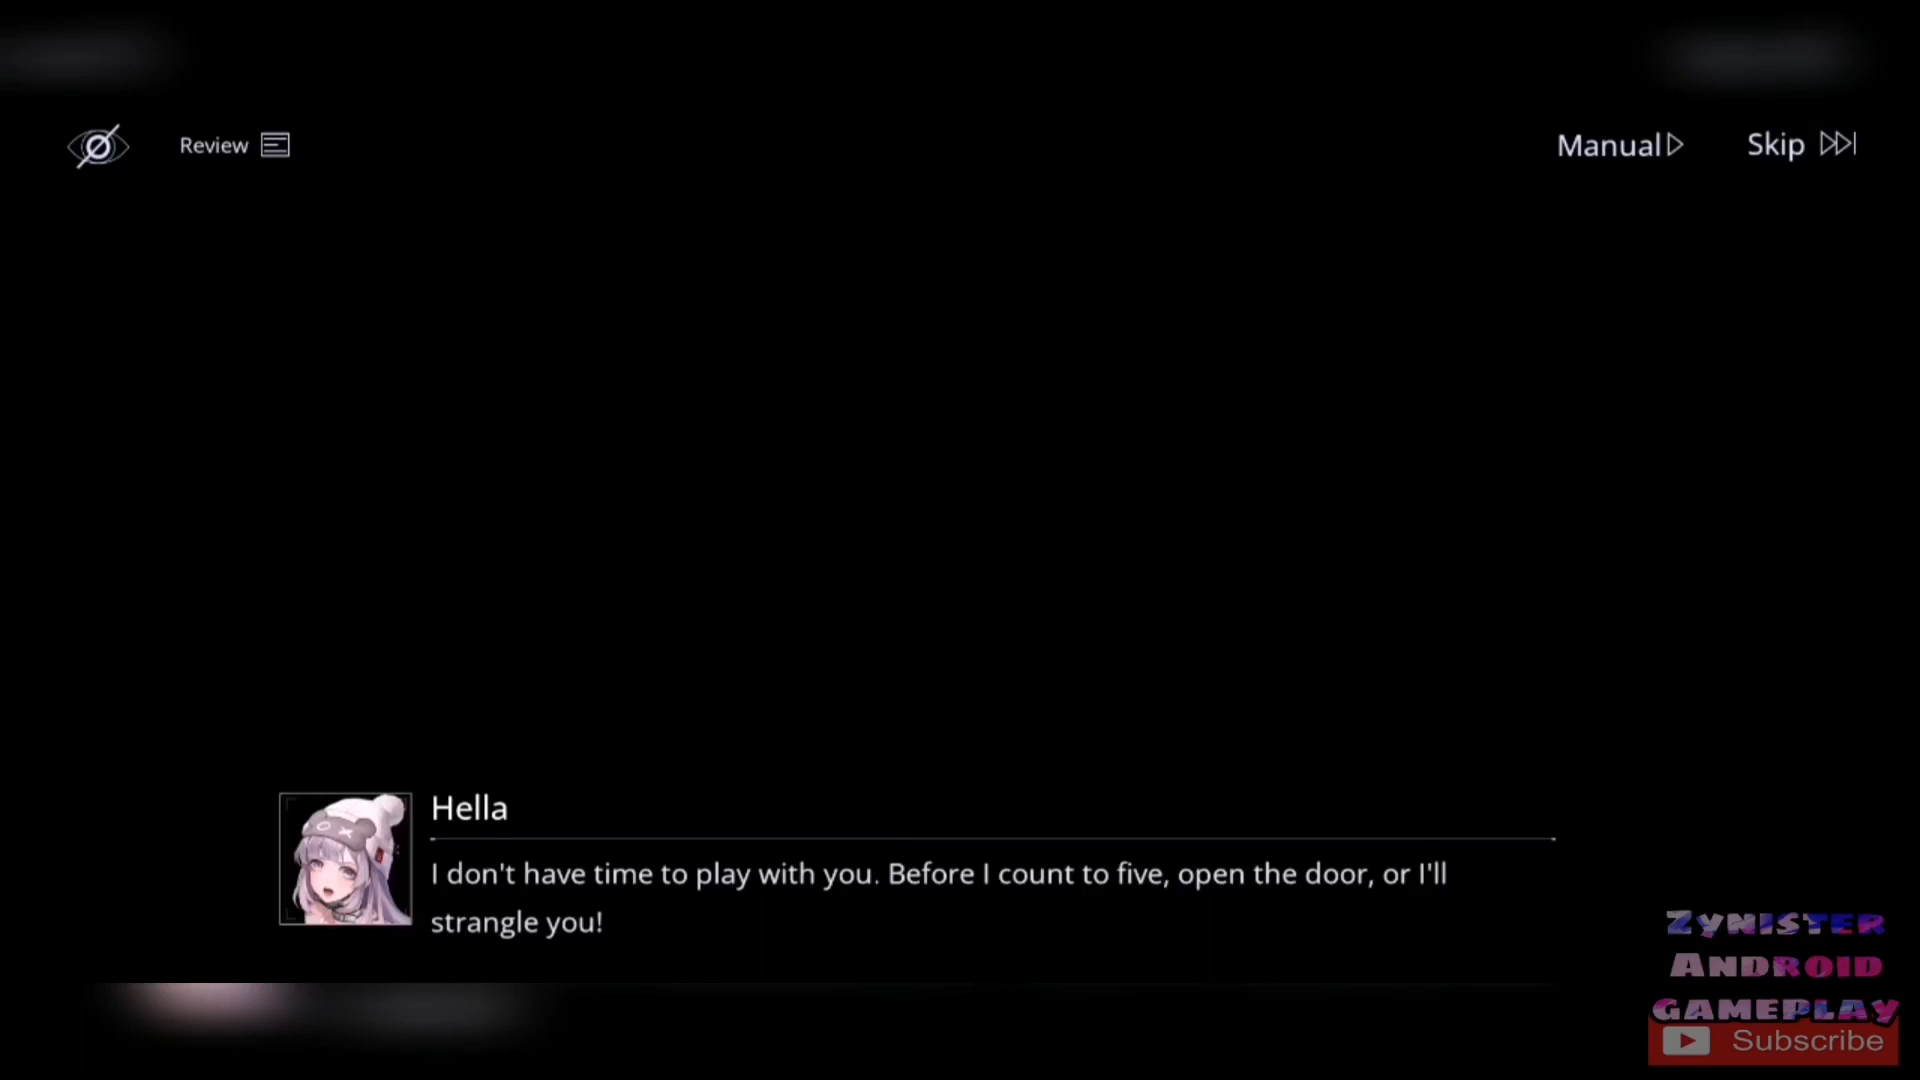 Review
Manual
Skip
Hella
I don't have time to play with you. Before I count to five, open the door, or I'll
strangle you!
Zynister
Android
Gameplay
Subscribe